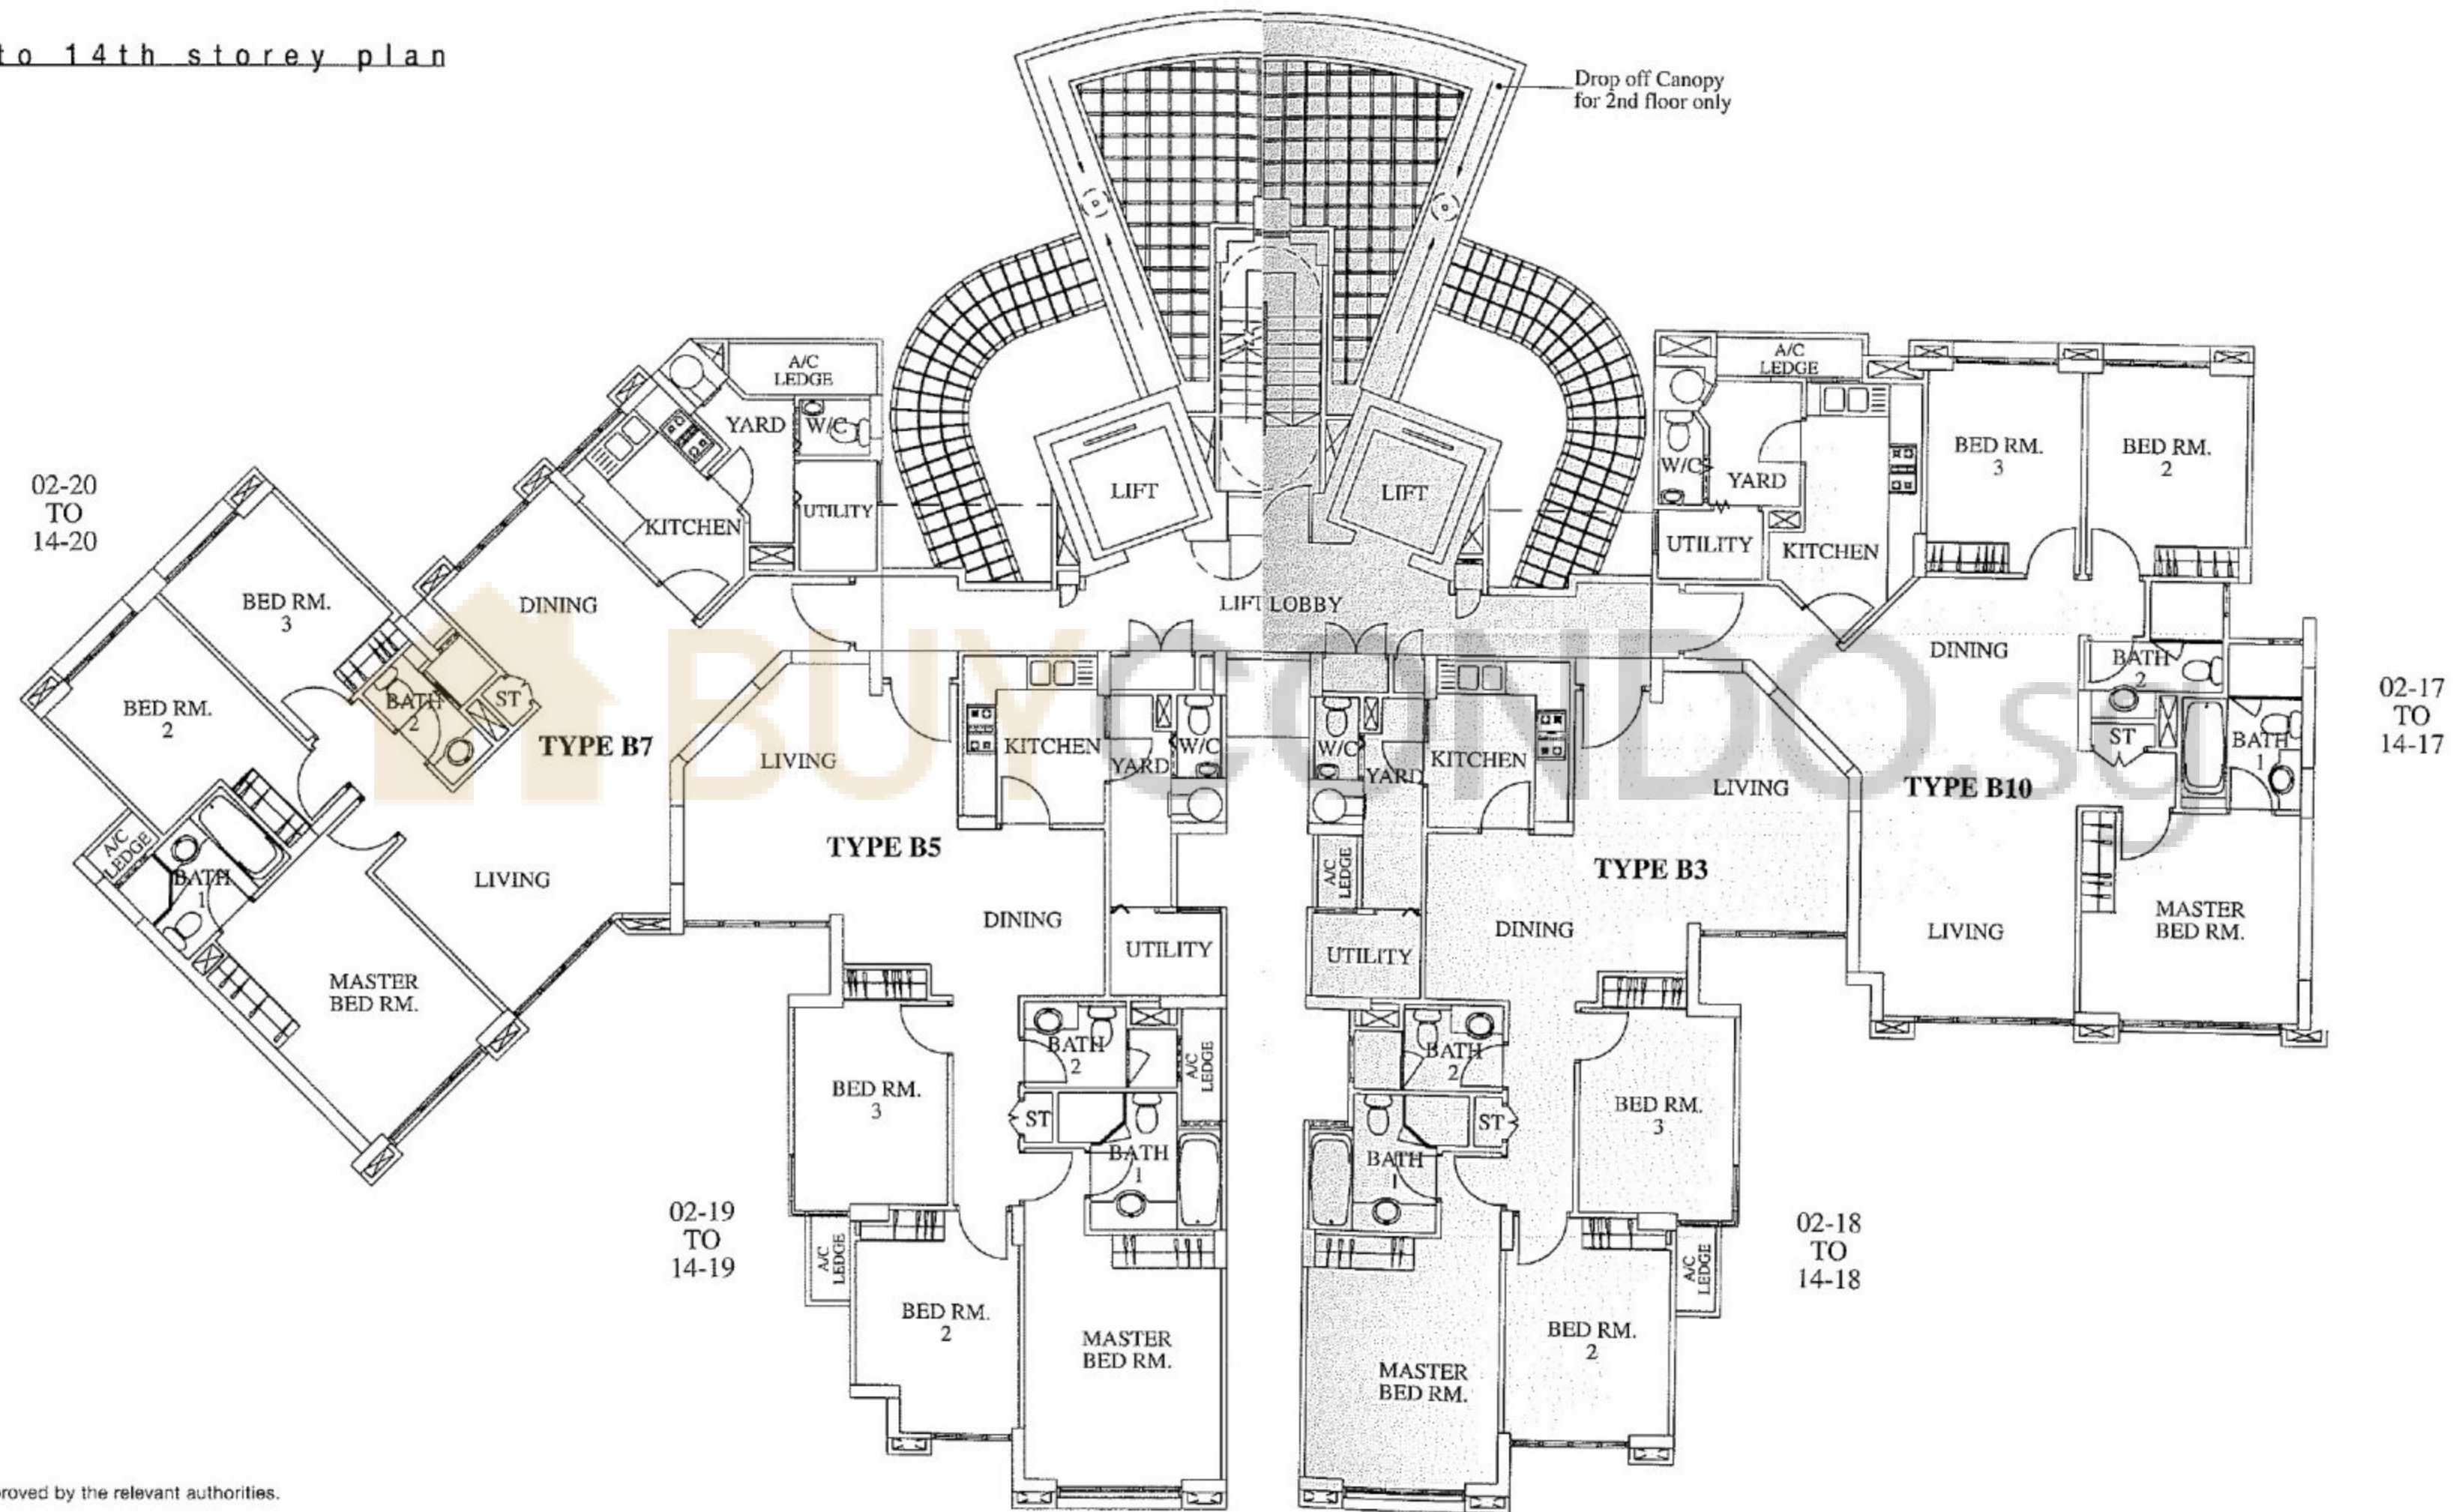 to 14th storey plan
Drop off Canopy
for 2nd floor only
02-20
TO
14-20
A/C
LEDGE
YARD
W/C
UTILITY
KITCHEN
DINING
BED RM.
3
BED RM.
2
BATH
2
ST
TYPE B7
A/C
LEDGE
BATH
1
LIVING
MASTER
BED RM.
LIFT
LIFT
LIFT LOBBY
A/C
LEDGE
W/C
YARD
UTILITY
KITCHEN
BED RM.
3
BED RM.
2
DINING
BATH
2
ST
BATH
1
TYPE B10
LIVING
MASTER
BED RM.
02-17
TO
14-17
BUYCONDO.sg
LIVING
KITCHEN
YARD
W/C
TYPE B5
DINING
UTILITY
BED RM.
3
BATH
2
A/C
LEDGE
ST
BATH
1
A/C
LEDGE
BED RM.
2
MASTER
BED RM.
02-19
TO
14-19
W/C
YARD
KITCHEN
LIVING
A/C
LEDGE
TYPE B3
DINING
UTILITY
BATH
2
BED RM.
3
ST
BATH
1
A/C
LEDGE
BED RM.
2
MASTER
BED RM.
02-18
TO
14-18
roved by the relevant authorities.